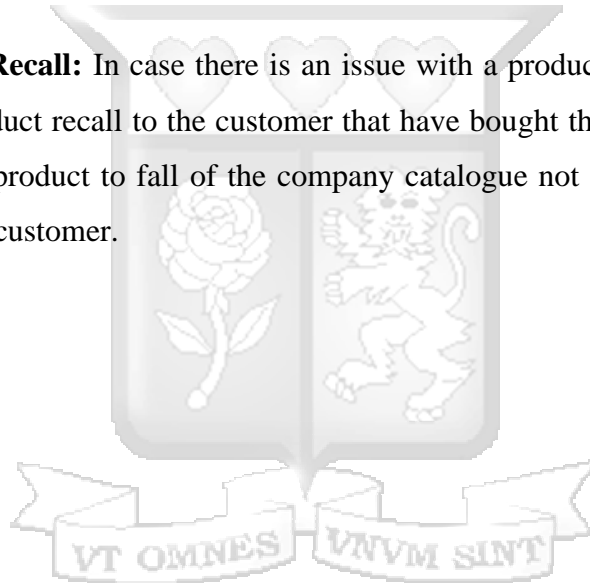 Recall: In case there is an issue with a produc
duct recall to the customer that have bought th
product to fall of the company catalogue not
customer.
VT OMNES VNVM SINT